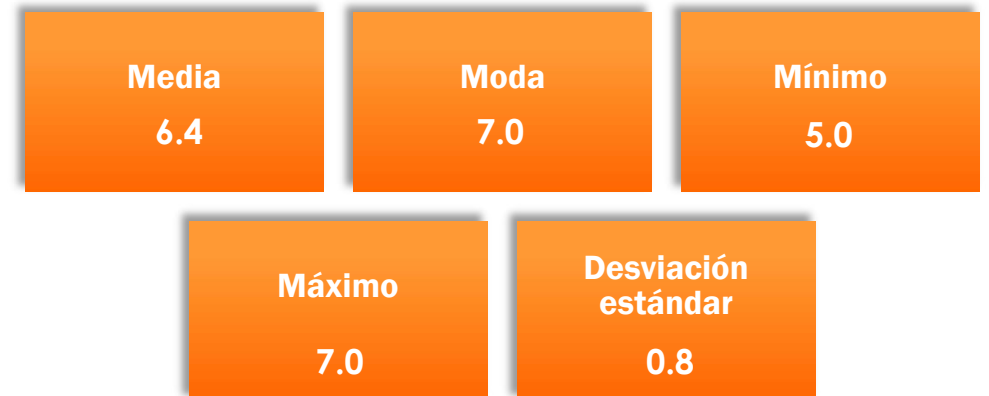 Media
6.4
Moda
7.0
Mínimo
5.0
Máximo
7.0
Desviación
estándar
0.8